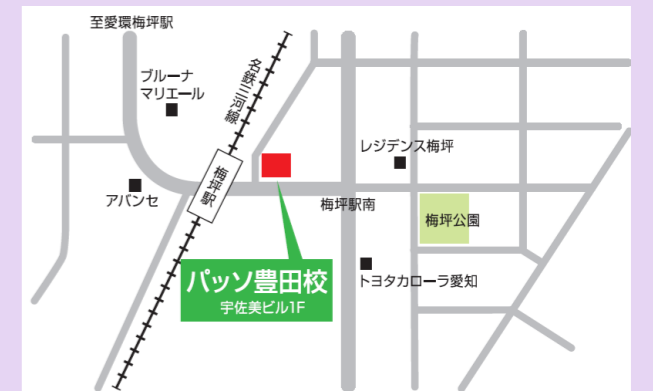 至愛環梅坪駅
ブルーナ
マリエール
名鉄三河線
アバンセ
梅坪駅
レジデンス梅坪
梅坪駅南
梅坪公園
パッソ豊田校
宇佐美ビル1F
トヨタカローラ愛知